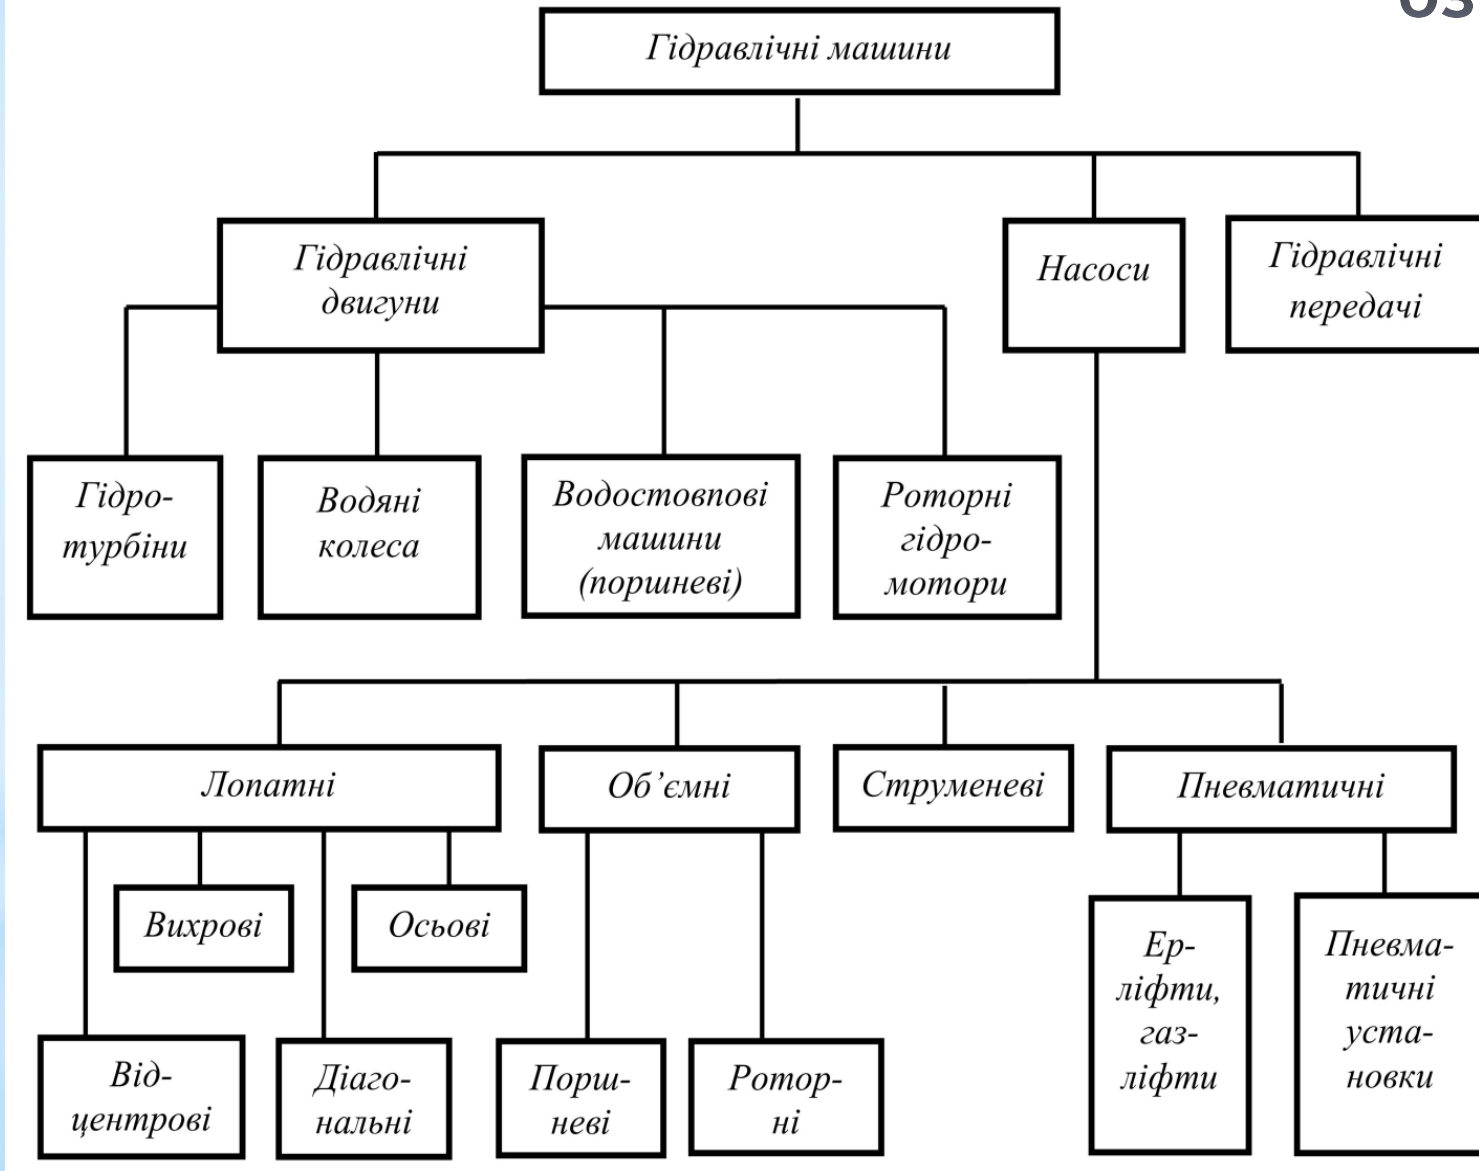 Гідравлічні машини
Гідравлічні
двигуни
Насоси
Гідравлічні
передачі
Гідро-
турбіни
Водяні
колеса
Водостовпові
машини
(поршневі)
Роторні
гідро-
мотори
Лопатні
Об’ємні
Струменеві
Пневматичні
Вихрові
Осьові
Від-
центрові
Діаго-
нальні
Порш-
неві
Ротор-
ні
Ер-
ліфти,
газ-
ліфти
Пневма-
тичні
уста-
новки